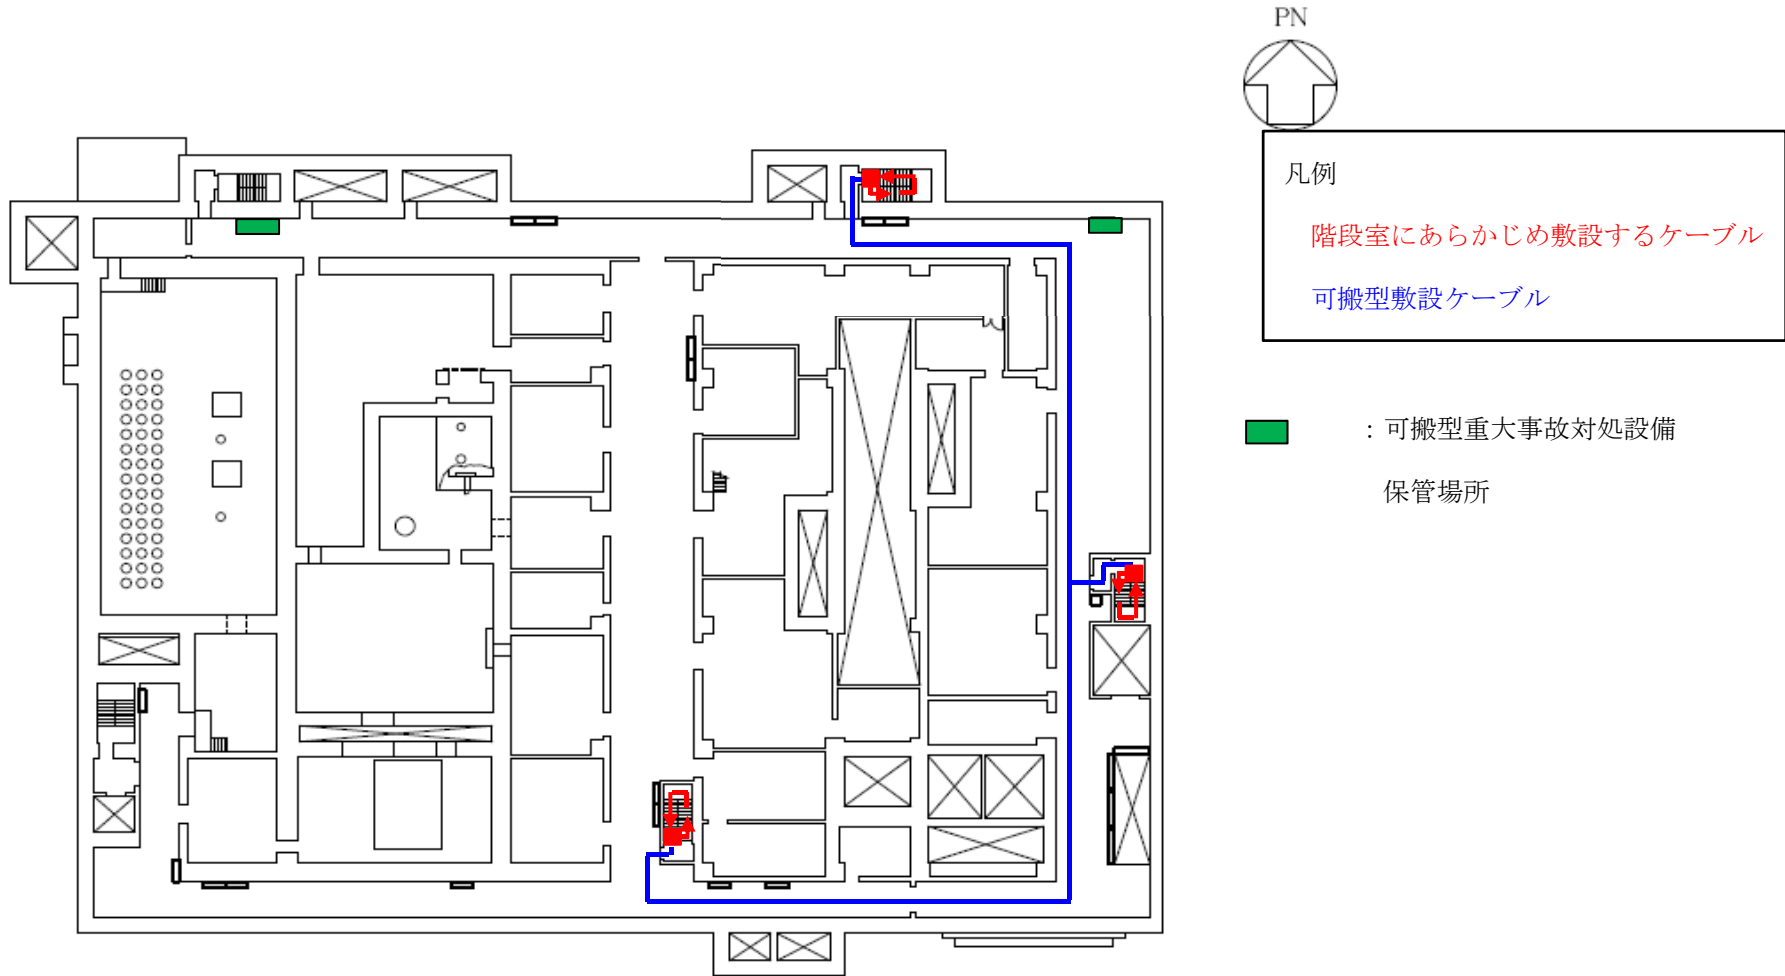 PN
凡例
階段室にあらかじめ敷設するケーブル
可搬型敷設ケーブル
：可搬型重大事故対処設備
保管場所